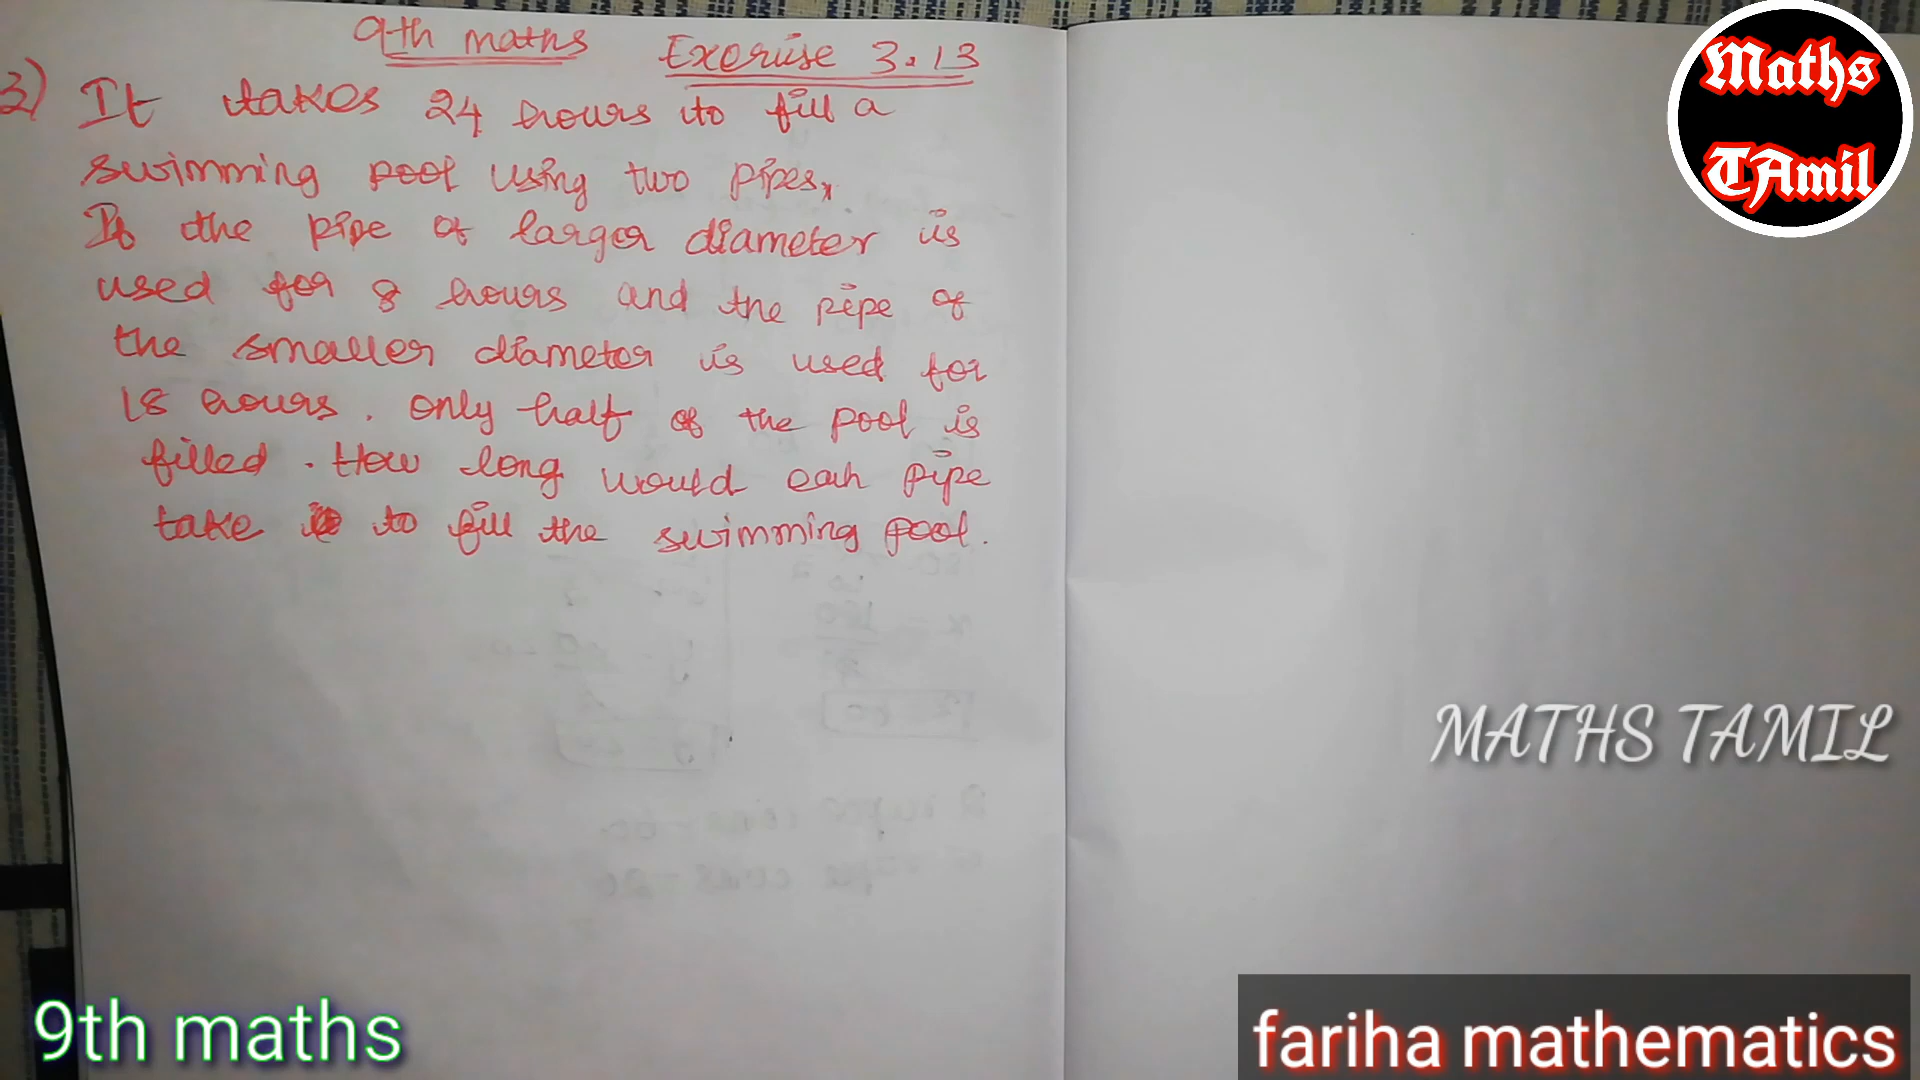 9th maths Exercise 3.13
3) It takes 24 hours to fill a
swimming pool using two pipes,
If the pipe of larger diameter is
used for 8 hours and the pipe of
the smaller diameter is used for
18 hours. Only half of the pool is
filled. How long would each pipe
take to fill the swimming pool.
Maths
TAmil
MATHS TAMIL
9th maths
fariha mathematics